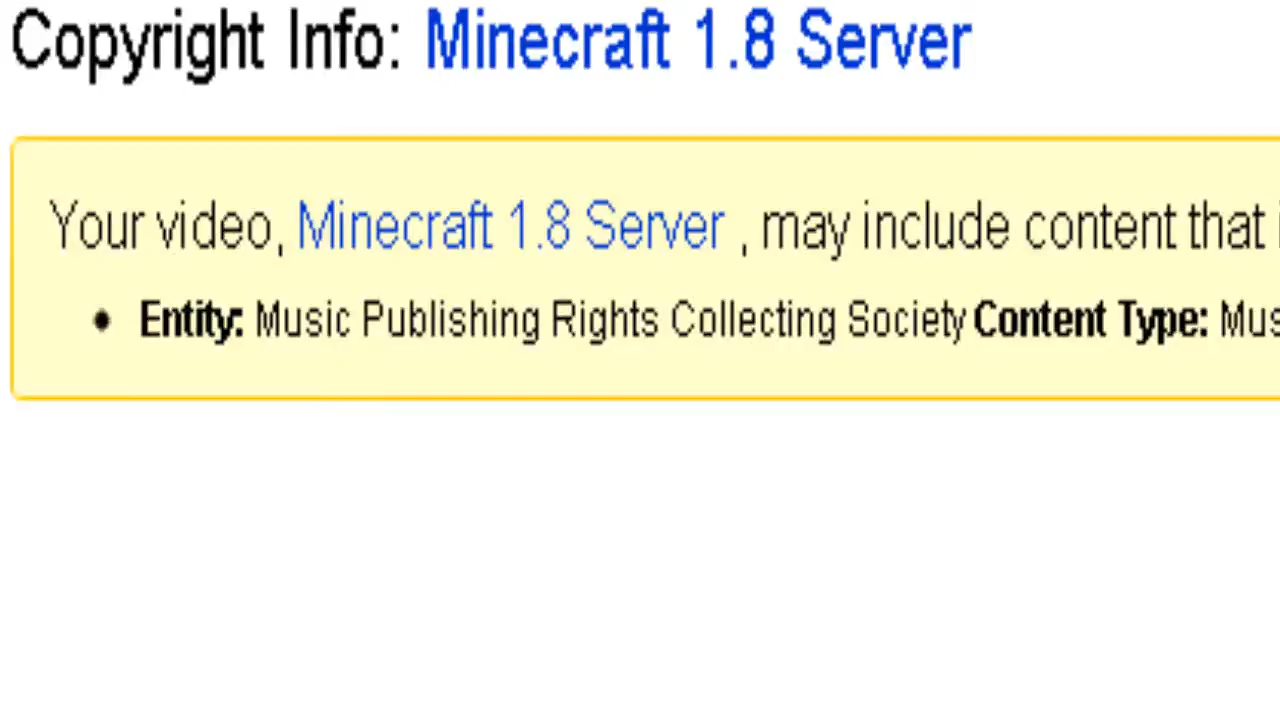 Copyright Info: Minecraft 1.8 Server
Your video, Minecraft 1.8 Server , may include content that
• Entity: Music Publishing Rights Collecting Society Content Type: Mus